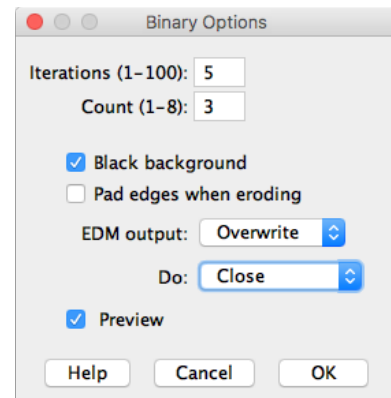 Binary Options
Iterations (1–100): 5
Count (1–8): 3
Black background
Pad edges when eroding
EDM output: Overwrite
Do: Close
Preview
Help Cancel OK